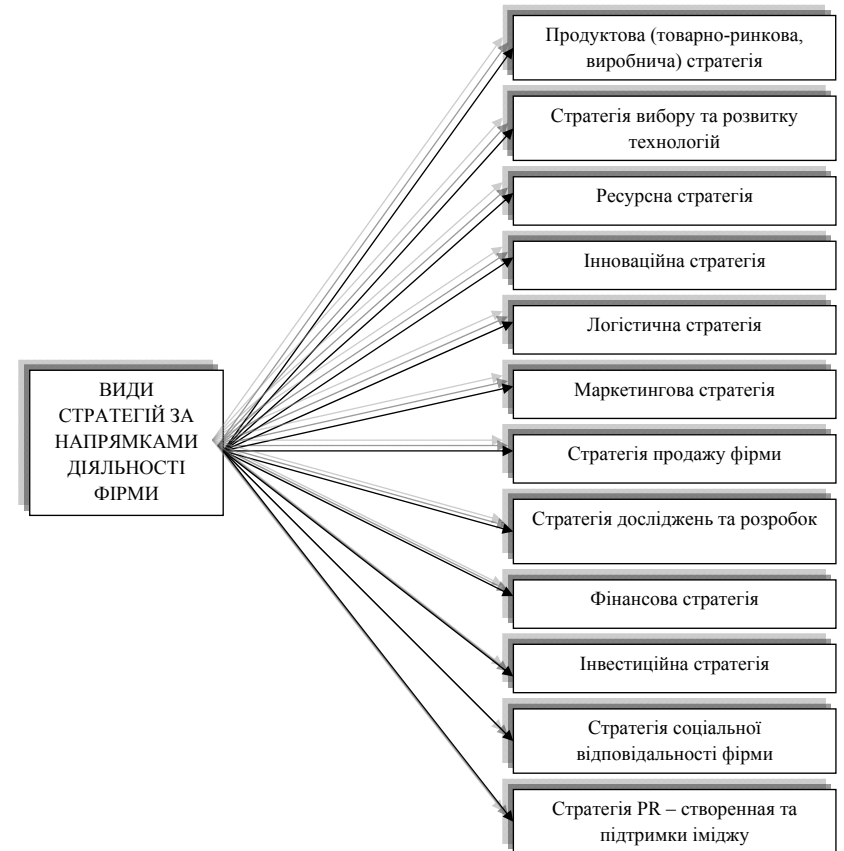 Продуктова (товарно-ринкова,
виробнича) стратегія
Стратегія вибору та розвитку
технологій
Ресурсна стратегія
Інноваційна стратегія
Логістична стратегія
Маркетингова стратегія
Стратегія продажу фірми
Стратегія досліджень та розробок
Фінансова стратегія
Інвестиційна стратегія
Стратегія соціальної
відповідальності фірми
Стратегія PR – створенная та
підтримки іміджу
ВИДИ
СТРАТЕГІЙ ЗА
НАПРЯМКАМИ
ДІЯЛЬНОСТІ
ФІРМИ